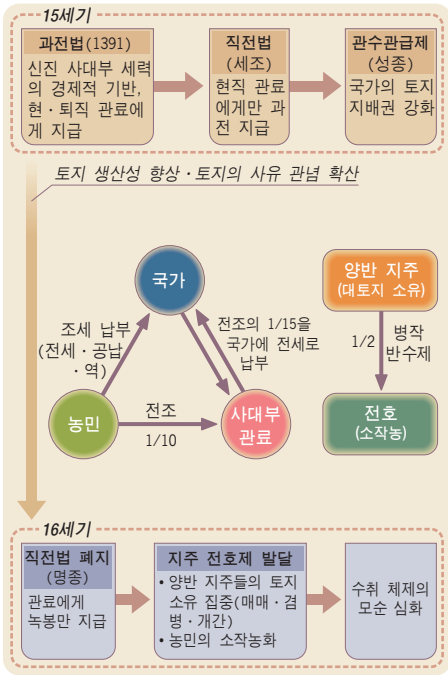 15세기
과전법(1391)
신진 사대부 세력
의 경제적 기반,
현·퇴직 관료에
게 지급
직전법
(세조)
현직 관료
에게만 과
전 지급
관수관급제
(성종)
국가의 토지
지배권 강화
토지 생산성 향상·토지의 사유 관념 확산
국가
조세 납부
(전세·공납
·역)
전조의 1/15을
국가에 전세로
납부
농민
전조
1/10
사대부
관료
양반 지주
(대토지 소유)
1/2
병작
반수제
전호
(소작농)
16세기
직전법 폐지
(명종)
관료에게
녹봉만 지급
지주 전호제 발달
• 양반 지주들의 토지
소유 집중(매매·겸
병·개간)
• 농민의 소작농화
수취 체제의
모순 심화